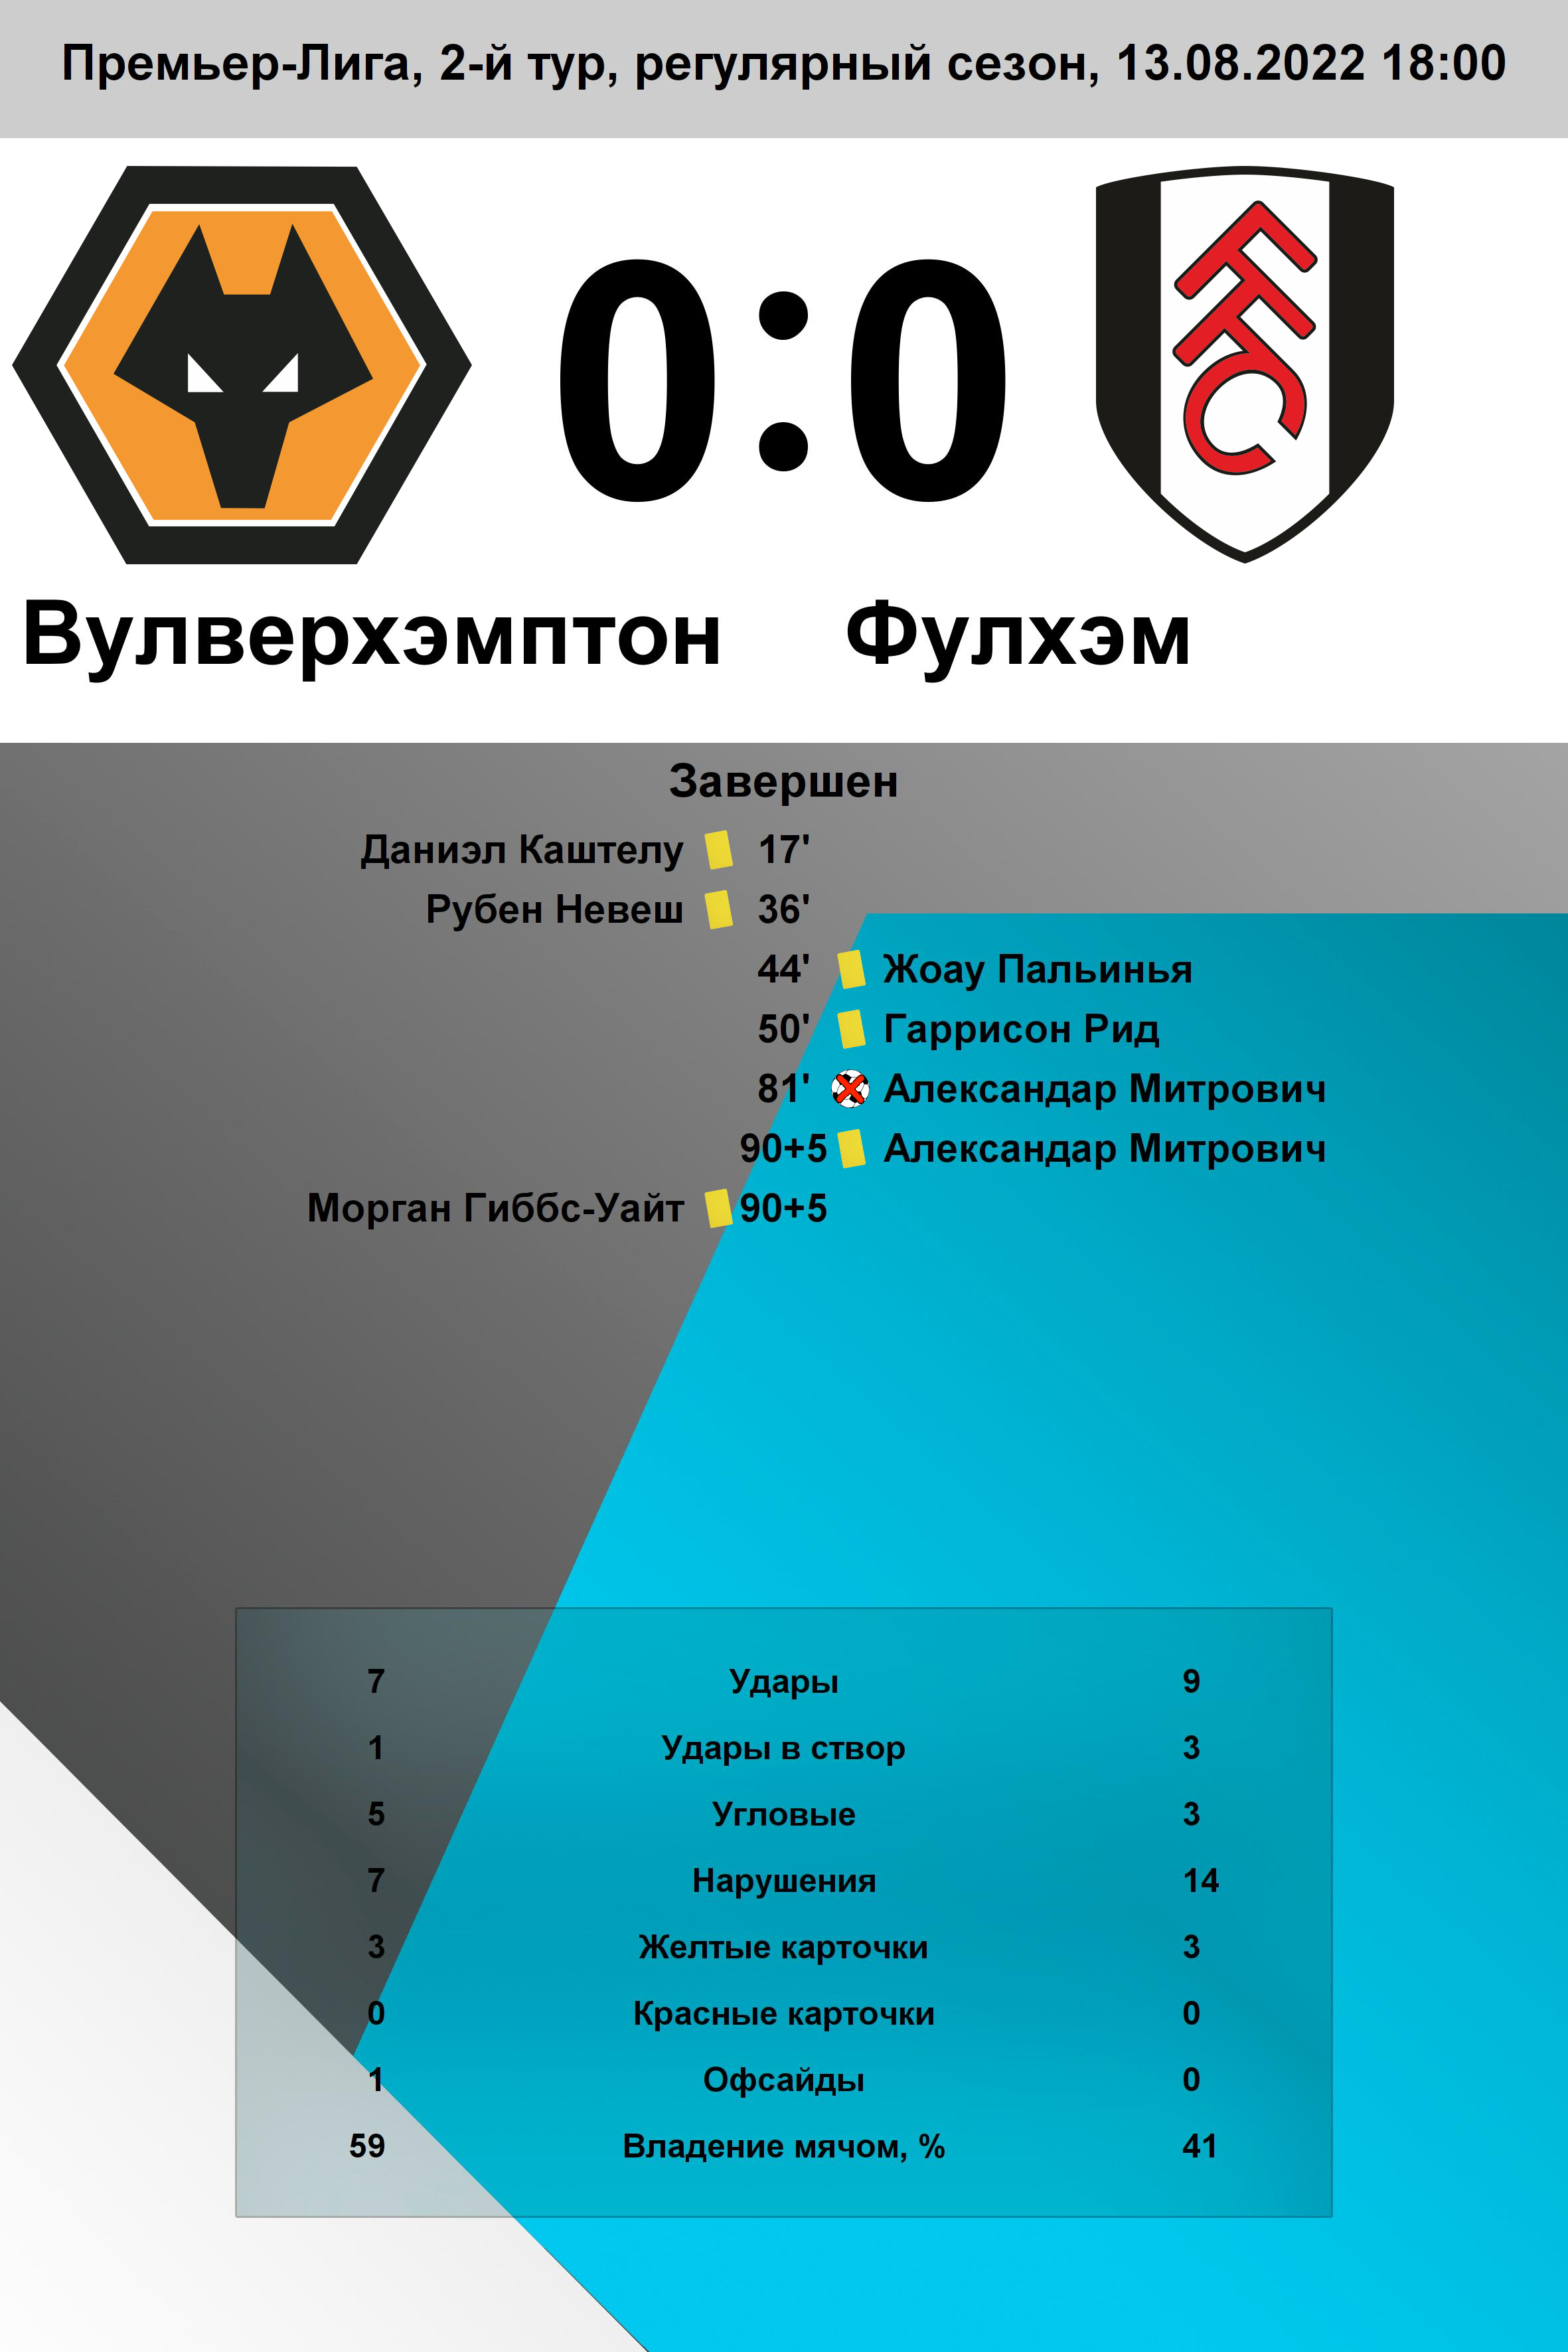 Премьер-Лига, 2-й тур, регулярный сезон, 13.08.2022 18:00
0:0
FFC
Вулверхэмптон Фулхэм
Завершен
Даниэл Каштелу 17'
Рубен Невеш 36'
44' Жоау Пальинья
50' Гаррисон Рид
81' Александар Митрович
90+5 Александар Митрович
Морган Гиббс-Уайт 90+5
7 Удары 9
1 Удары в створ 3
5 Угловые 3
7 Нарушения 14
3 Желтые карточки 3
0 Красные карточки 0
1 Офсайды 0
59 Владение мячом, % 41